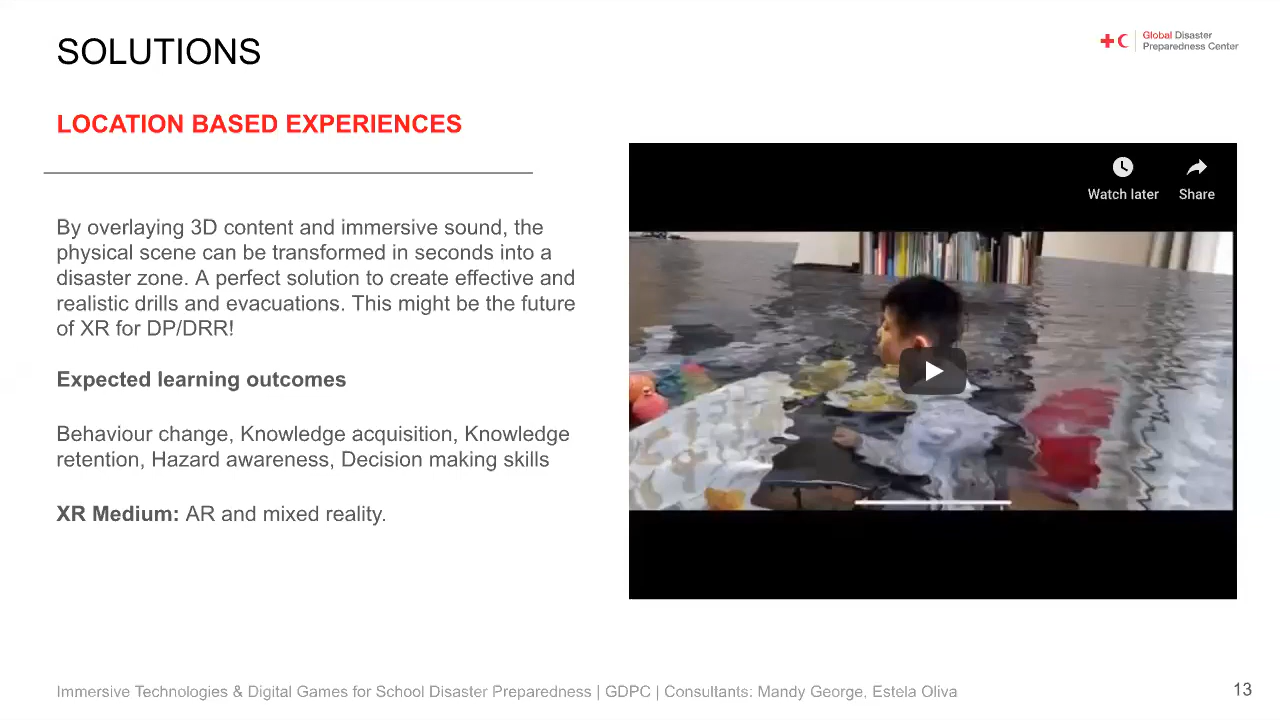 SOLUTIONS
Global Disaster
Preparedness Center
LOCATION BASED EXPERIENCES
By overlaying 3D content and immersive sound, the
physical scene can be transformed in seconds into a
disaster zone. A perfect solution to create effective and
realistic drills and evacuations. This might be the future
of XR for DP/DRR!
Expected learning outcomes
Behaviour change, Knowledge acquisition, Knowledge
retention, Hazard awareness, Decision making skills
XR Medium: AR and mixed reality.
Watch later
Share
Immersive Technologies & Digital Games for School Disaster Preparedness | GDPC | Consultants: Mandy George, Estela Oliva
13